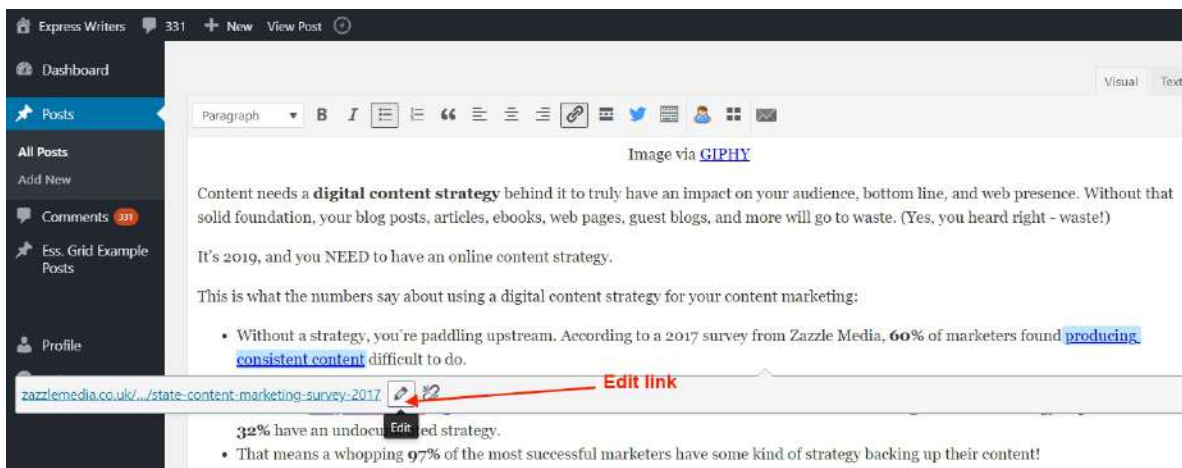 Express Writers 331 New View Post
Dashboard
Visual Text
Posts
Paragraph B I
All Posts
Image via GIPHY
Add New
Content needs a digital content strategy behind it to truly have an impact on your audience, bottom line, and web presence. Without that
Comments 331
solid foundation, your blog posts, articles, ebooks, web pages, guest blogs, and more will go to waste. (Yes, you heard right - waste!)
Ess. Grid Example
Posts
It's 2019, and you NEED to have an online content strategy.
This is what the numbers say about using a digital content strategy for your content marketing:
Profile
• Without a strategy, you're paddling upstream. According to a 2017 survey from Zazzle Media, 60% of marketers found producing
consistent content difficult to do.
Edit link
zazzlemedia.co.uk/.../state-content-marketing-survey-2017
Edit
32% have an strategy.
• That means a whopping 97% of the most successful marketers have some kind of strategy backing up their content!